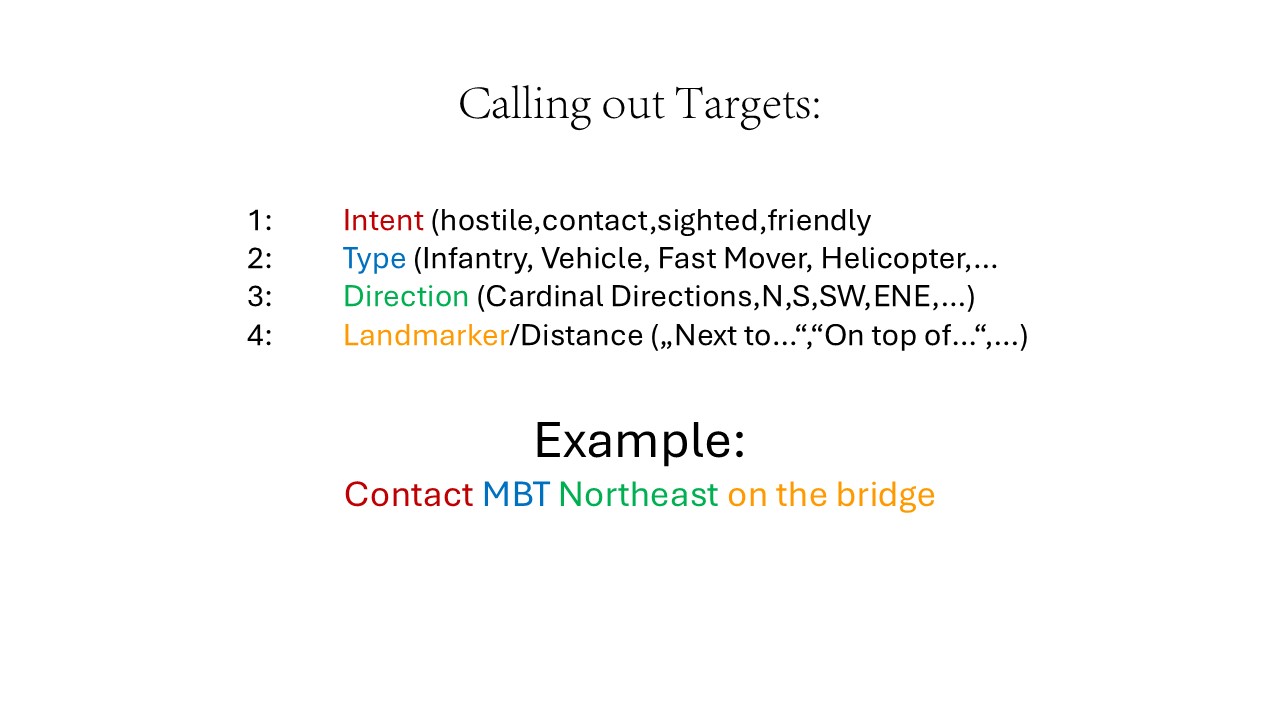 Calling out Targets:
1: Intent (hostile,contact,sighted,friendly
2: Type (Infantry, Vehicle, Fast Mover, Helicopter,...
3: Direction (Cardinal Directions,N,S,SW,ENE,...)
4: Landmarker/Distance („Next to...“,“On top of...“,...)
Example:
Contact MBT Northeast on the bridge